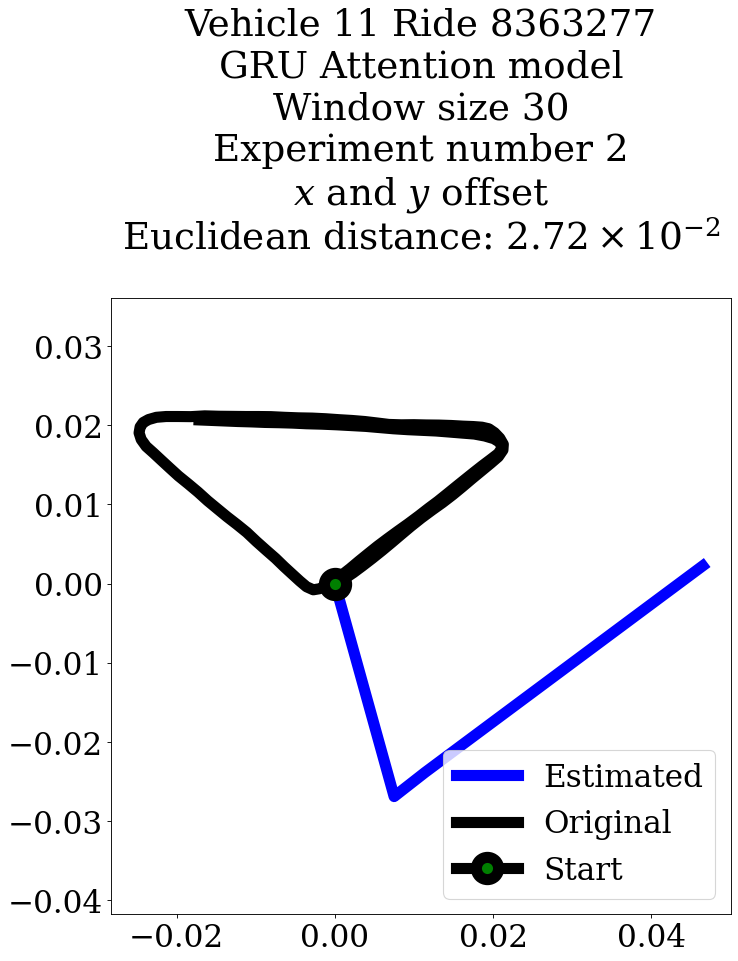 Vehicle 11 Ride 8363277
GRU Attention model
Window size 30
Experiment number 2
x and y offset
Euclidean distance: 2.72 × 10⁻²
0.03
0.02
0.01
0.00
−0.01
−0.02
−0.03
−0.04
−0.02
0.00
0.02
0.04
Estimated
Original
Start